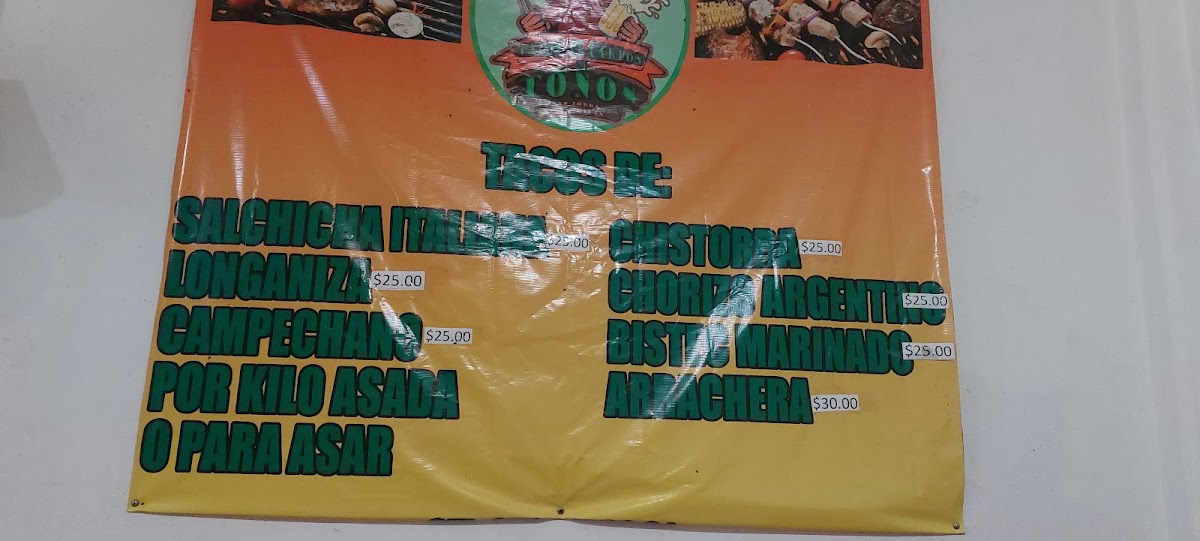 TOÑOS
TACOS DE:
SALCHICHA ITALIANA $25.00
LONGANIZA $25.00
CAMPECHANO $25.00
POR KILO ASADA
O PARA ASAR
CHISTORRA $25.00
CHORIZO ARGENTINO $25.00
BISTEC MARINADO $25.00
ARRACHERA $30.00